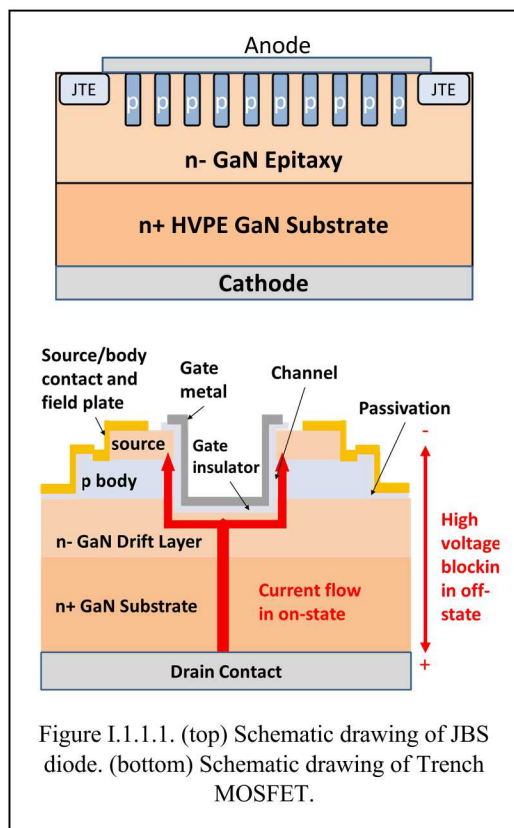 Anode
JTE
p p p p p p p p p p
JTE
n- GaN Epitaxy
n+ HVPE GaN Substrate
Cathode
Source/body
contact and
field plate
Gate
metal
Channel
Passivation
source
Gate
insulator
p body
-
n- GaN Drift Layer
High
voltage
blockin
in off-
state
n+ GaN Substrate
Current flow
in on-state
+
Drain Contact
Figure I.1.1.1. (top) Schematic drawing of JBS
diode. (bottom) Schematic drawing of Trench
MOSFET.